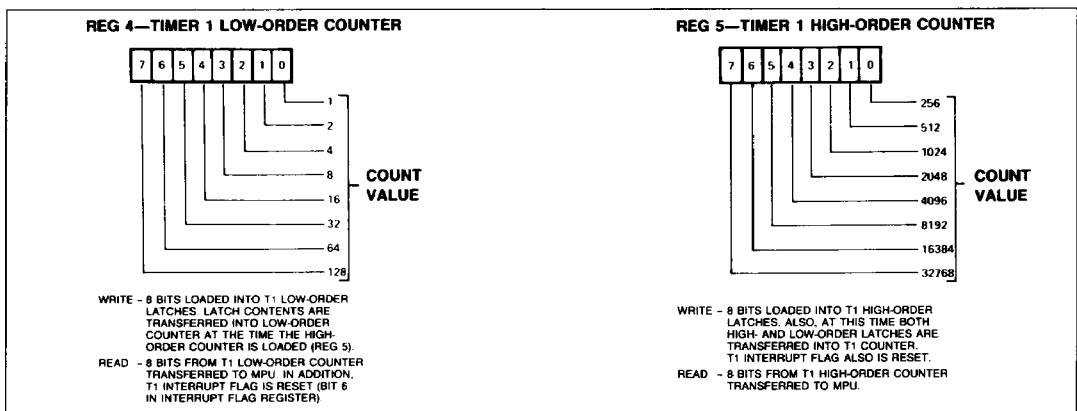 REG 4—TIMER 1 LOW-ORDER COUNTER
7 6 5 4 3 2 1 0
1
2
4
8
16
32
64
128
COUNT
VALUE
WRITE - 8 BITS LOADED INTO T1 LOW-ORDER
LATCHES. LATCH CONTENTS ARE
TRANSFERRED INTO LOW-ORDER
COUNTER AT THE TIME THE HIGH-
ORDER COUNTER IS LOADED (REG 5).
READ - 8 BITS FROM T1 LOW-ORDER COUNTER
TRANSFERRED TO MPU. IN ADDITION,
T1 INTERRUPT FLAG IS RESET (BIT 6
IN INTERRUPT FLAG REGISTER)
REG 5—TIMER 1 HIGH-ORDER COUNTER
7 6 5 4 3 2 1 0
256
512
1024
2048
4096
8192
16384
32768
COUNT
VALUE
WRITE - 8 BITS LOADED INTO T1 HIGH-ORDER
LATCHES. ALSO, AT THIS TIME BOTH
HIGH- AND LOW-ORDER LATCHES ARE
TRANSFERRED INTO T1 COUNTER.
T1 INTERRUPT FLAG ALSO IS RESET.
READ - 8 BITS FROM T1 HIGH-ORDER COUNTER
TRANSFERRED TO MPU.